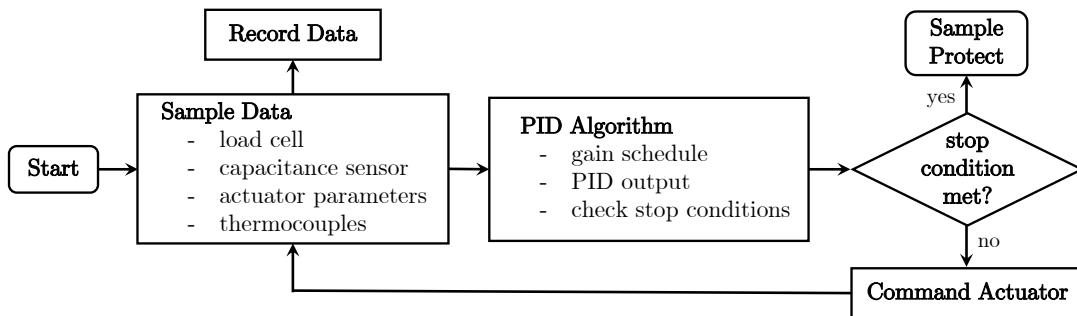 Record Data
Start
Sample Data
- load cell
- capacitance sensor
- actuator parameters
- thermocouples
PID Algorithm
- gain schedule
- PID output
- check stop conditions
Sample
Protect
yes
stop
condition
met?
no
Command Actuator